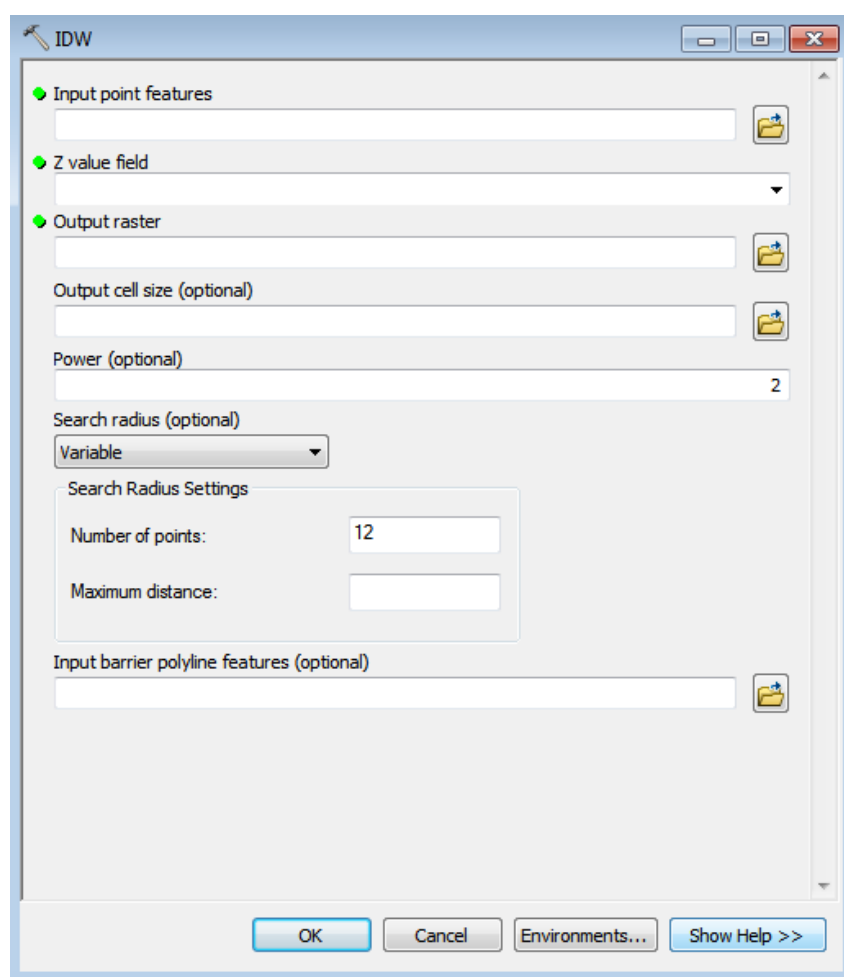 IDW
Input point features
Z value field
Output raster
Output cell size (optional)
Power (optional)
2
Search radius (optional)
Variable
Search Radius Settings
Number of points: 12
Maximum distance:
Input barrier polyline features (optional)
OK Cancel Environments... Show Help >>